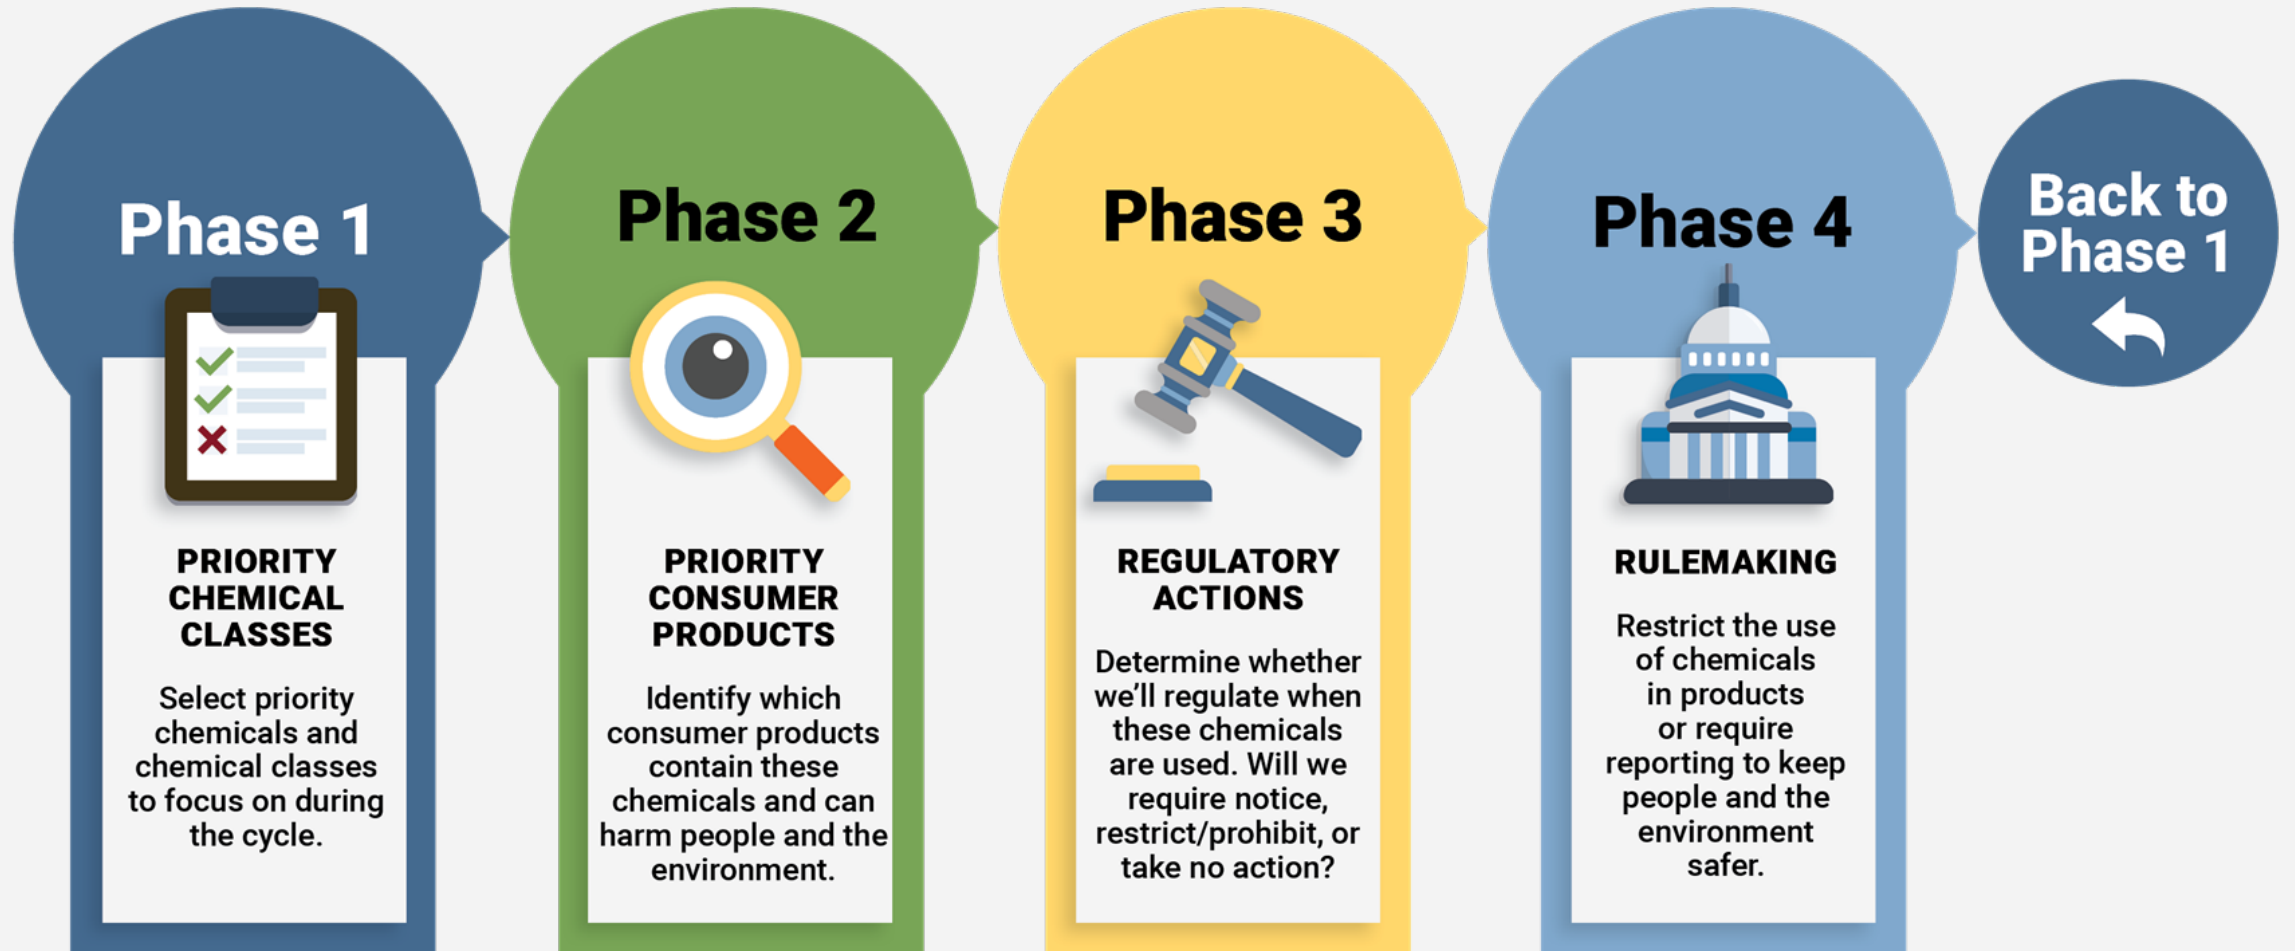 Phase 1
PRIORITY
CHEMICAL
CLASSES
Select priority
chemicals and
chemical classes
to focus on during
the cycle.
Phase 2
PRIORITY
CONSUMER
PRODUCTS
Identify which
consumer products
contain these
chemicals and can
harm people and the
environment.
Phase 3
REGULATORY
ACTIONS
Determine whether
we’ll regulate when
these chemicals
are used. Will we
require notice,
restrict/prohibit, or
take no action?
Phase 4
RULEMAKING
Restrict the use
of chemicals
in products
or require
reporting to keep
people and the
environment
safer.
Back to
Phase 1